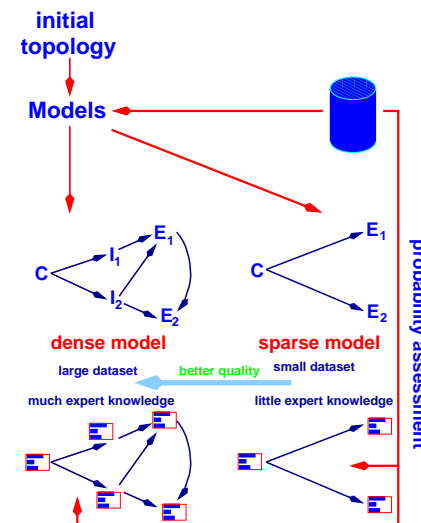 initial
topology
Models
C
I1
I2
E1
E2
C
E1
E2
dense model
sparse model
large dataset
better quality
small dataset
much expert knowledge
little expert knowledge
probability assessment